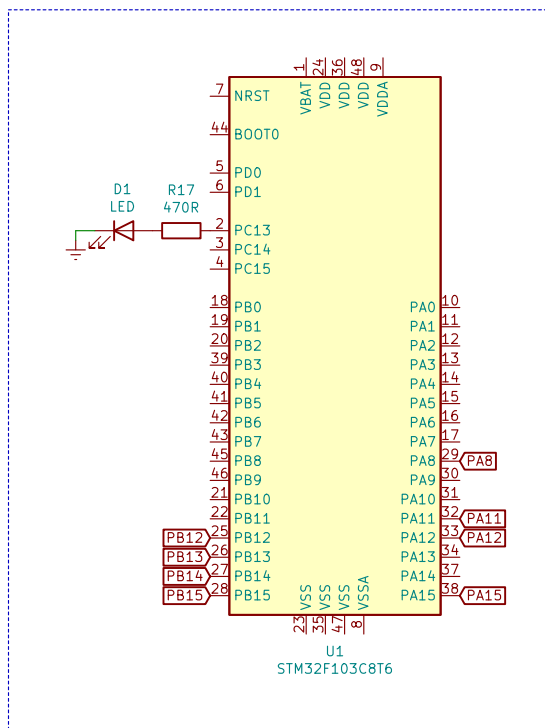 1 24 36 48 9
VBAT VDD VDD VDD VDDA
7 NRST
44 BOOT0
5 PD0
6 PD1
D1 R17
LED 470R
2 PC13
3 PC14
4 PC15
18 PB0 PA0 10
19 PB1 PA1 11
20 PB2 PA2 12
39 PB3 PA3 13
40 PB4 PA4 14
41 PB5 PA5 15
42 PB6 PA6 16
43 PB7 PA7 17
45 PB8 PA8 29 PA8
46 PB9 PA9 30
21 PB10 PA10 31
22 PB11 PA11 32 PA11
PB12 25 PB12 PA12 33 PA12
PB13 26 PB13 PA13 34
PB14 27 PB14 PA14 37
PB15 28 PB15 PA15 38 PA15
VSS VSS VSS VSSA
23 35 47 8
U1
STM32F103C8T6